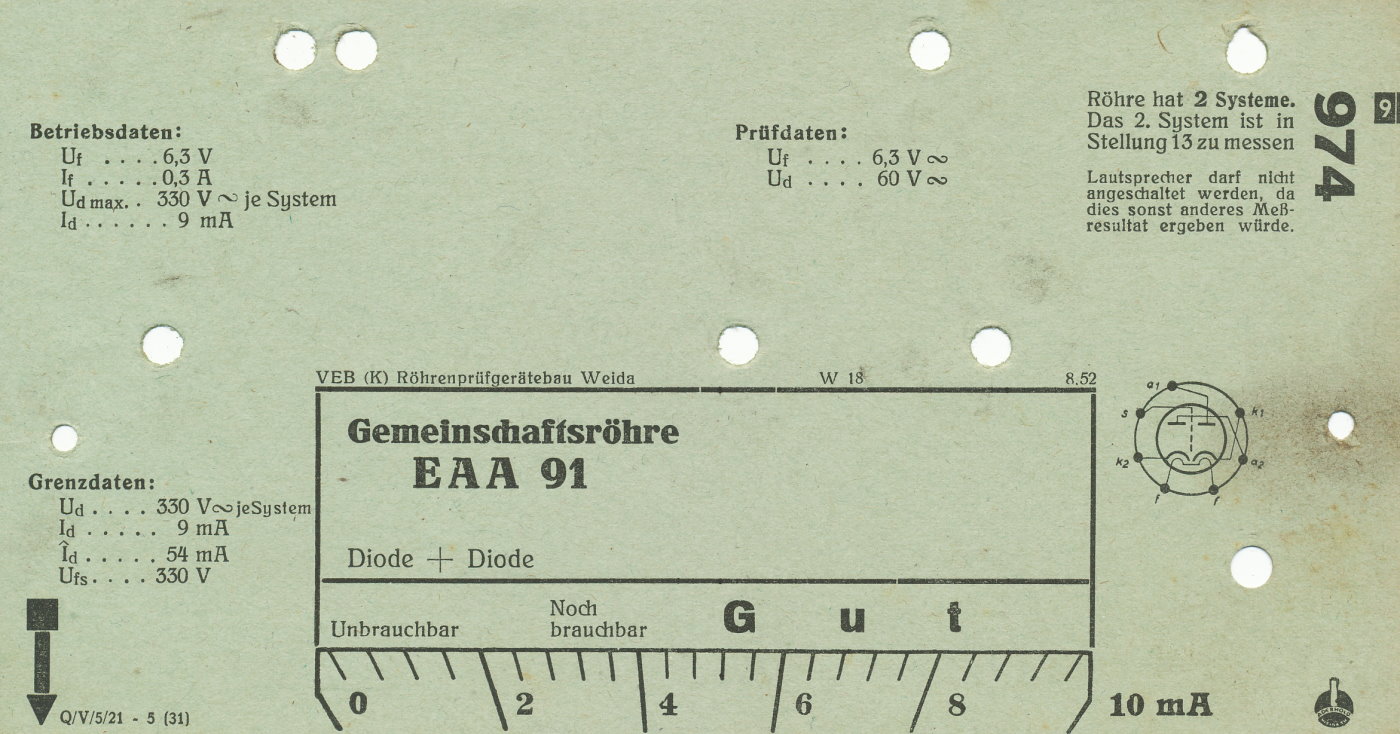 Betriebsdaten:
Uf . . . . 6,3 V
If . . . . . 0,3 A
Ud max. . 330 V ∾ je System
Id . . . . . . 9 mA
Prüfdaten:
Uf . . . . 6,3 V ∾
Ud . . . . 60 V ∾
Röhre hat 2 Systeme.
Das 2. System ist in
Stellung 13 zu messen
Lautsprecher darf nicht
angeschaltet werden, da
dies sonst anderes Meß-
resultat ergeben würde.
974
9
VEB (K) Röhrenprüfgerätebau Weida W 18 8.52
Gemeinschaftsröhre
EAA 91
Diode + Diode
a1
s
k1
k2
a2
f f
Grenzdaten:
Ud . . . . 330 V∾jeSystem
Id . . . . . 9 mA
Îd . . . . . 54 mA
Ufs . . . . 330 V
Unbrauchbar
Noch
brauchbar
Gut
0 2 4 6 8 10 mA
Q/V/5/21 - 5 (31)